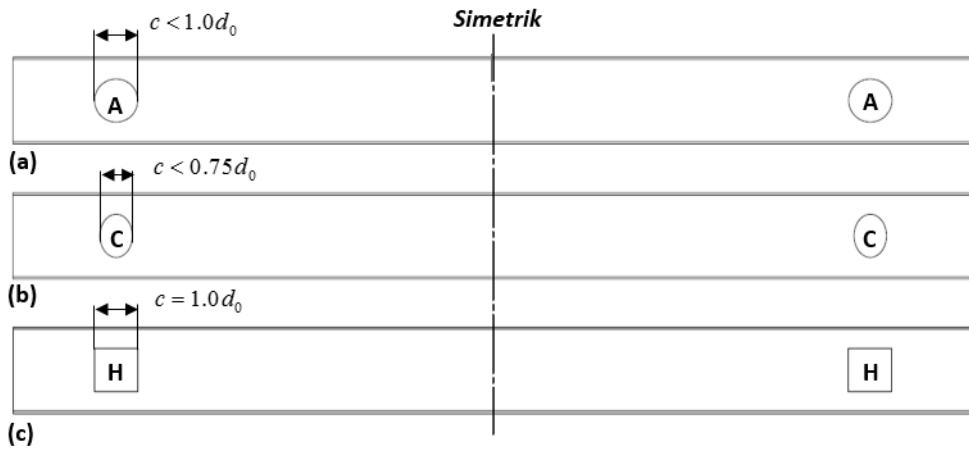 c < 1.0d₀
Simetrik
A
A
(a)
c < 0.75d₀
C
C
(b)
c = 1.0d₀
H
H
(c)